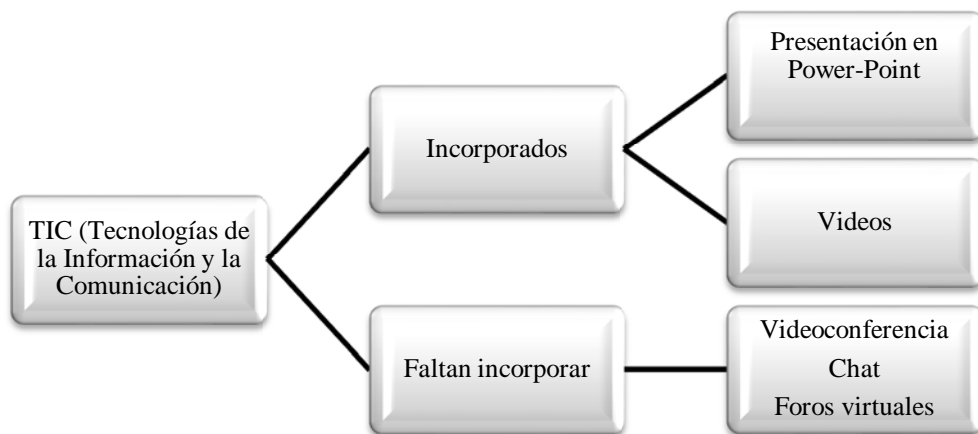 TIC (Tecnologías de
la Información y la
Comunicación)
Incorporados
Presentación en
Power-Point
Videos
Faltan incorporar
Videoconferencia
Chat
Foros virtuales